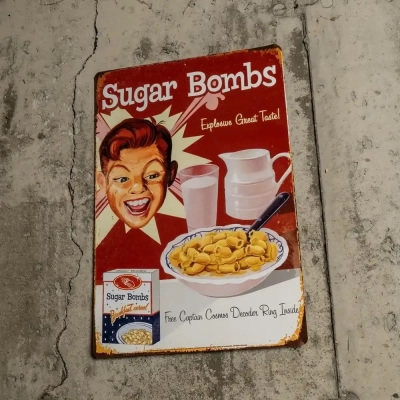 Sugar Bombs
Explosive Great Taste!
Sugar Bombs
Free Captain Cosmos Decoder Ring Inside